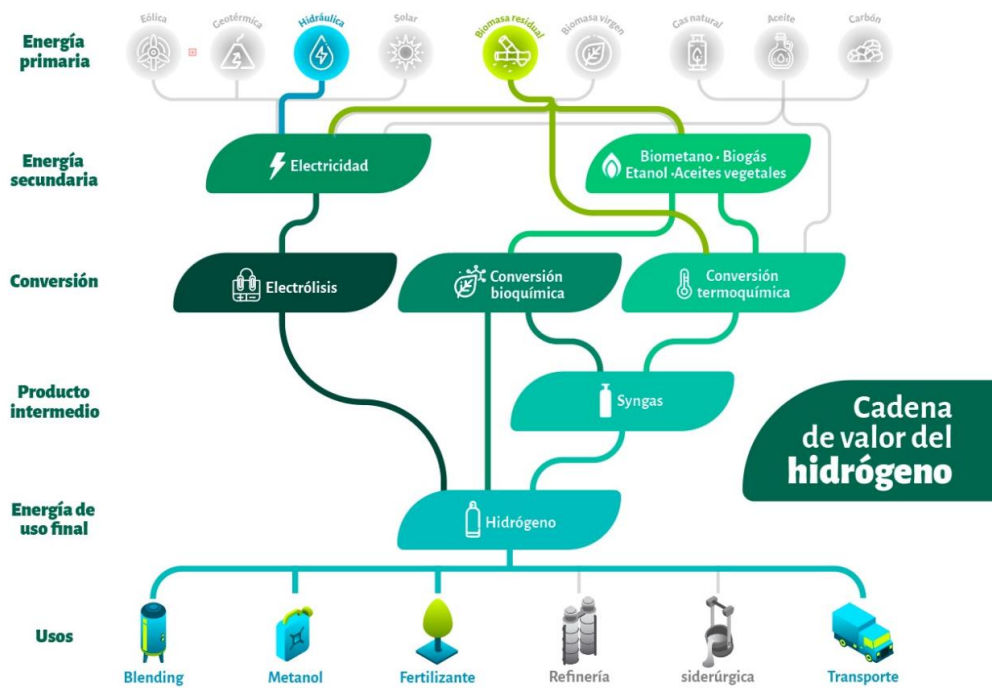 Energía
primaria
Eólica
Geotérmica
Hidráulica
Solar
Biomasa residual
Biomasa virgen
Gas natural
Aceite
Carbón
Energía
secundaria
Electricidad
Biometano · Biogás
Etanol ·Aceites vegetales
Conversión
Electrólisis
Conversión
bioquímica
Conversión
termoquímica
Producto
intermedio
Syngas
Cadena
de valor del
hidrógeno
Energía de
uso final
Hidrógeno
Usos
Blending
Metanol
Fertilizante
Refinería
siderúrgica
Transporte